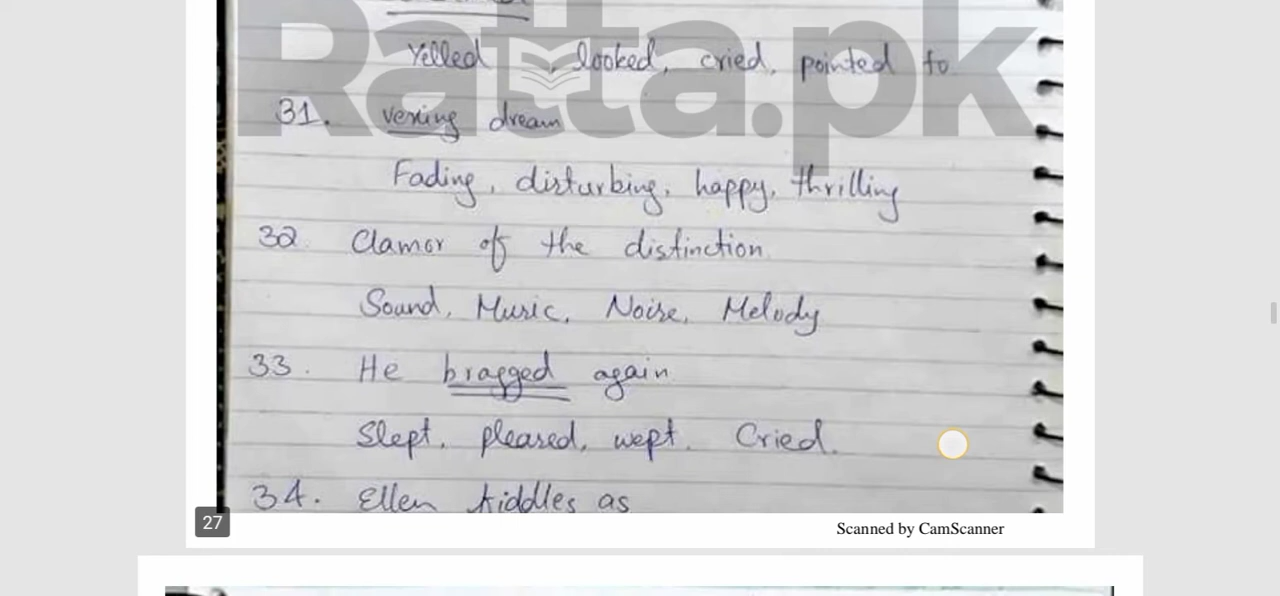 Ratta.pk
Yelled , looked, cried, pointed to
31. vexing dream
Fading, disturbing, happy, thrilling
32 Clamor of the distinction
Sound, Music, Noise, Melody
33. He bragged again
Slept, pleased, wept. Cried.
34. Ellen tiddles as
27
Scanned by CamScanner